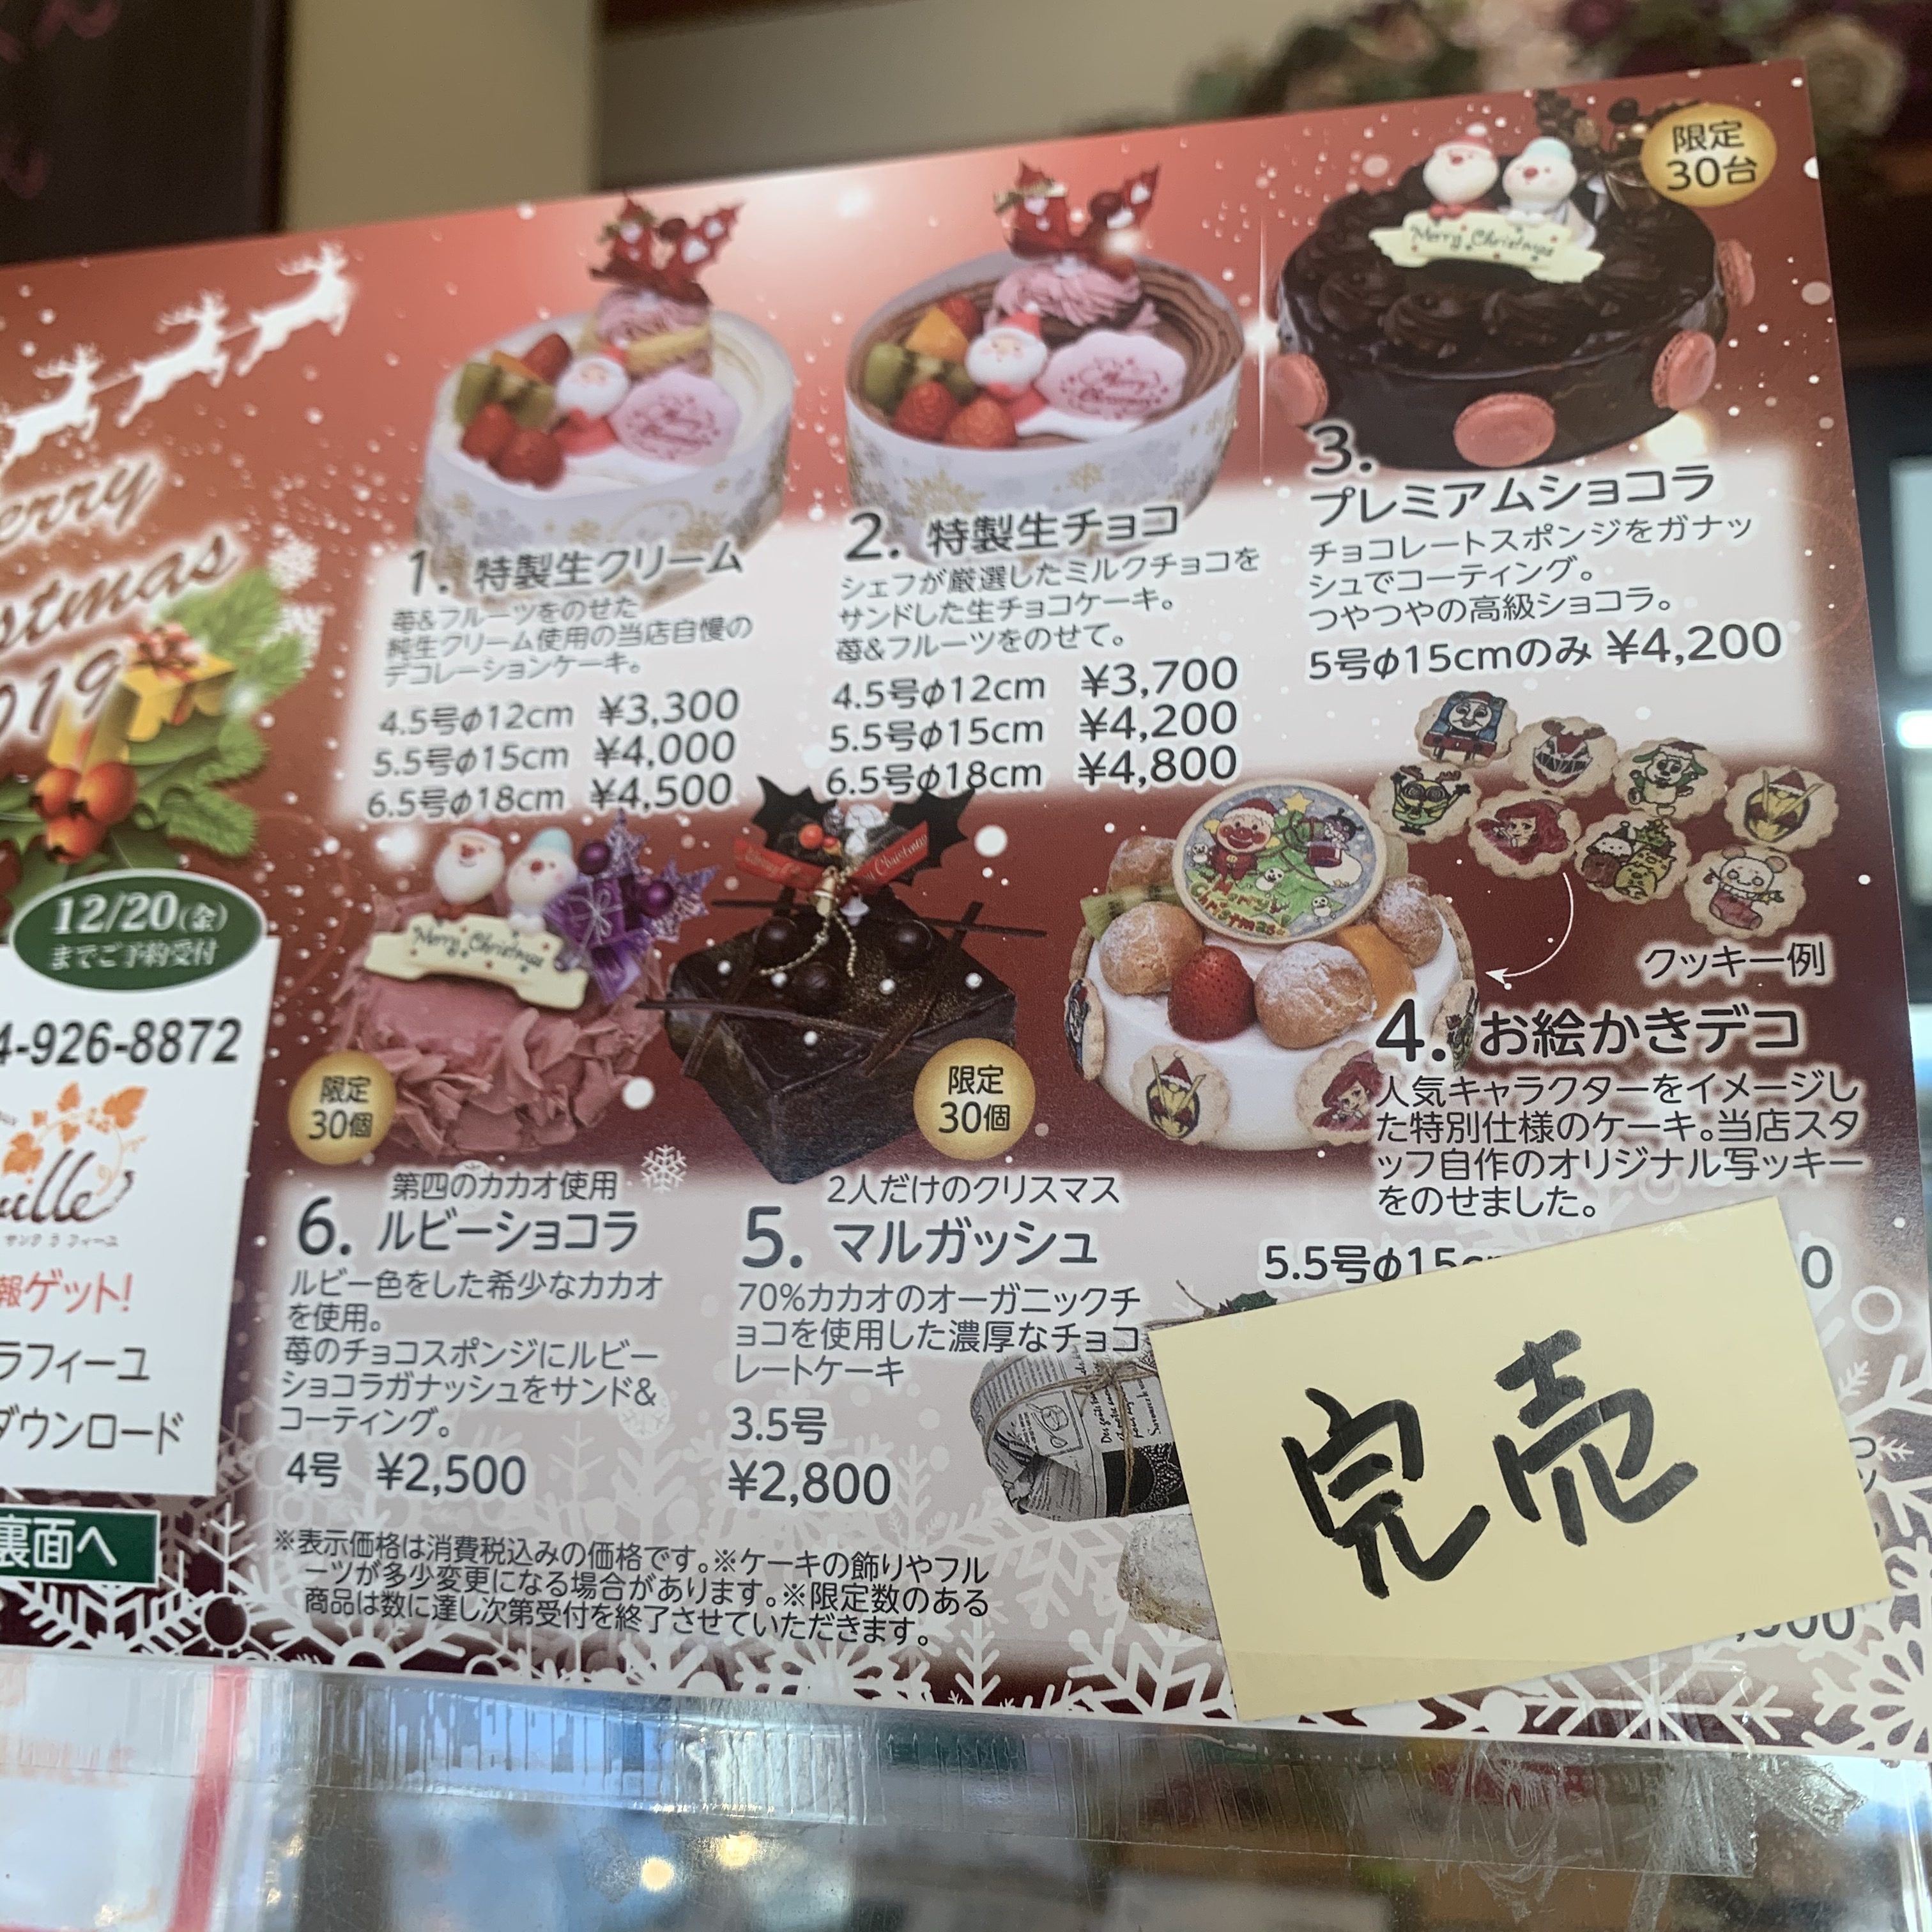 限定
30台
Merry Christmas
3.
プレミアムショコラ
チョコレートスポンジをガナッ
シュでコーティング。
つやつやの高級ショコラ。
5号φ15cmのみ ¥4,200
2. 特製生チョコ
シェフが厳選したミルクチョコを
サンドした生チョコケーキ。
苺&フルーツをのせて。
4.5号φ12cm ¥3,700
5.5号φ15cm ¥4,200
6.5号φ18cm ¥4,800
1. 特製生クリーム
苺&フルーツをのせた
純生クリーム使用の当店自慢の
デコレーションケーキ。
4.5号φ12cm ¥3,300
5.5号φ15cm ¥4,000
6.5号φ18cm ¥4,500
erry
stmas
019
12/20(金)
までご予約受付
4-926-8872
サンク ラ フィーユ
報ゲット!
ラフィーユ
ダウンロード
裏面へ
Merry Christmas
限定
30個
第四のカカオ使用
6. ルビーショコラ
ルビー色をした希少なカカオ
を使用。
苺のチョコスポンジにルビー
ショコラガナッシュをサンド&
コーティング。
4号 ¥2,500
限定
30個
2人だけのクリスマス
5. マルガッシュ
70%カカオのオーガニックチ
ョコを使用した濃厚なチョコ
レートケーキ
3.5号
¥2,800
Merry
Christmas
クッキー例
4. お絵かきデコ
人気キャラクターをイメージし
た特別仕様のケーキ。当店スタ
ッフ自作のオリジナル写ッキー
をのせました。
5.5号φ15c
0
完売
※表示価格は消費税込みの価格です。※ケーキの飾りやフル
ーツが多少変更になる場合があります。※限定数のある
商品は数に達し次第受付を終了させていただきます。